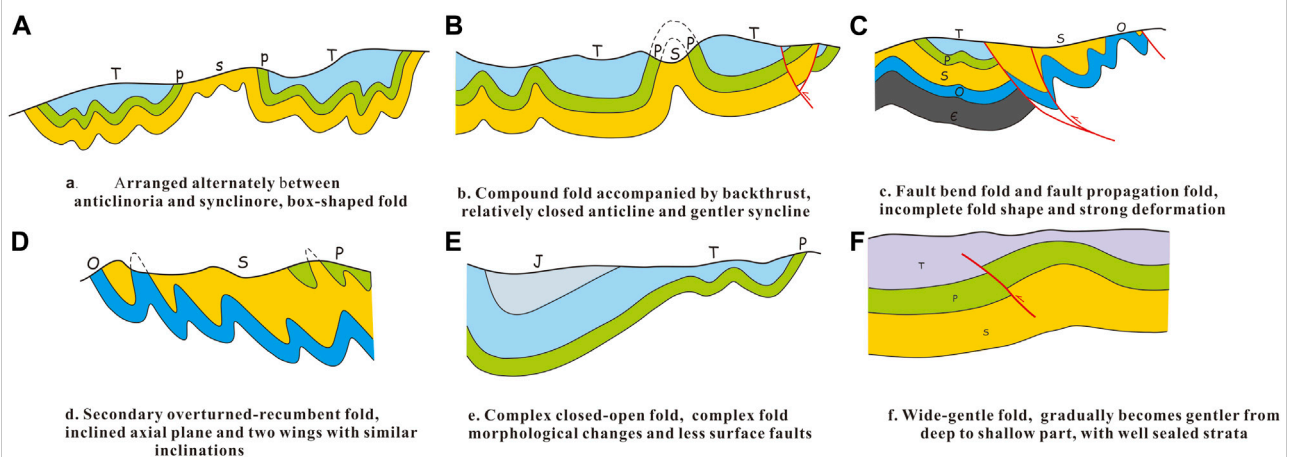 A
T
p
s
p
T
a. Arranged alternately between
anticlinoria and synclinore, box-shaped fold
B
T
P
S
P
T
b. Compound fold accompanied by backthrust,
relatively closed anticline and gentler syncline
C
T
S
O
P
S
O
Є
c. Fault bend fold and fault propagation fold,
incomplete fold shape and strong deformation
D
O
S
P
d. Secondary overturned-recumbent fold,
inclined axial plane and two wings with similar
inclinations
E
J
T
P
e. Complex closed-open fold, complex fold
morphological changes and less surface faults
F
T
P
S
f. Wide-gentle fold, gradually becomes gentler from
deep to shallow part, with well sealed strata